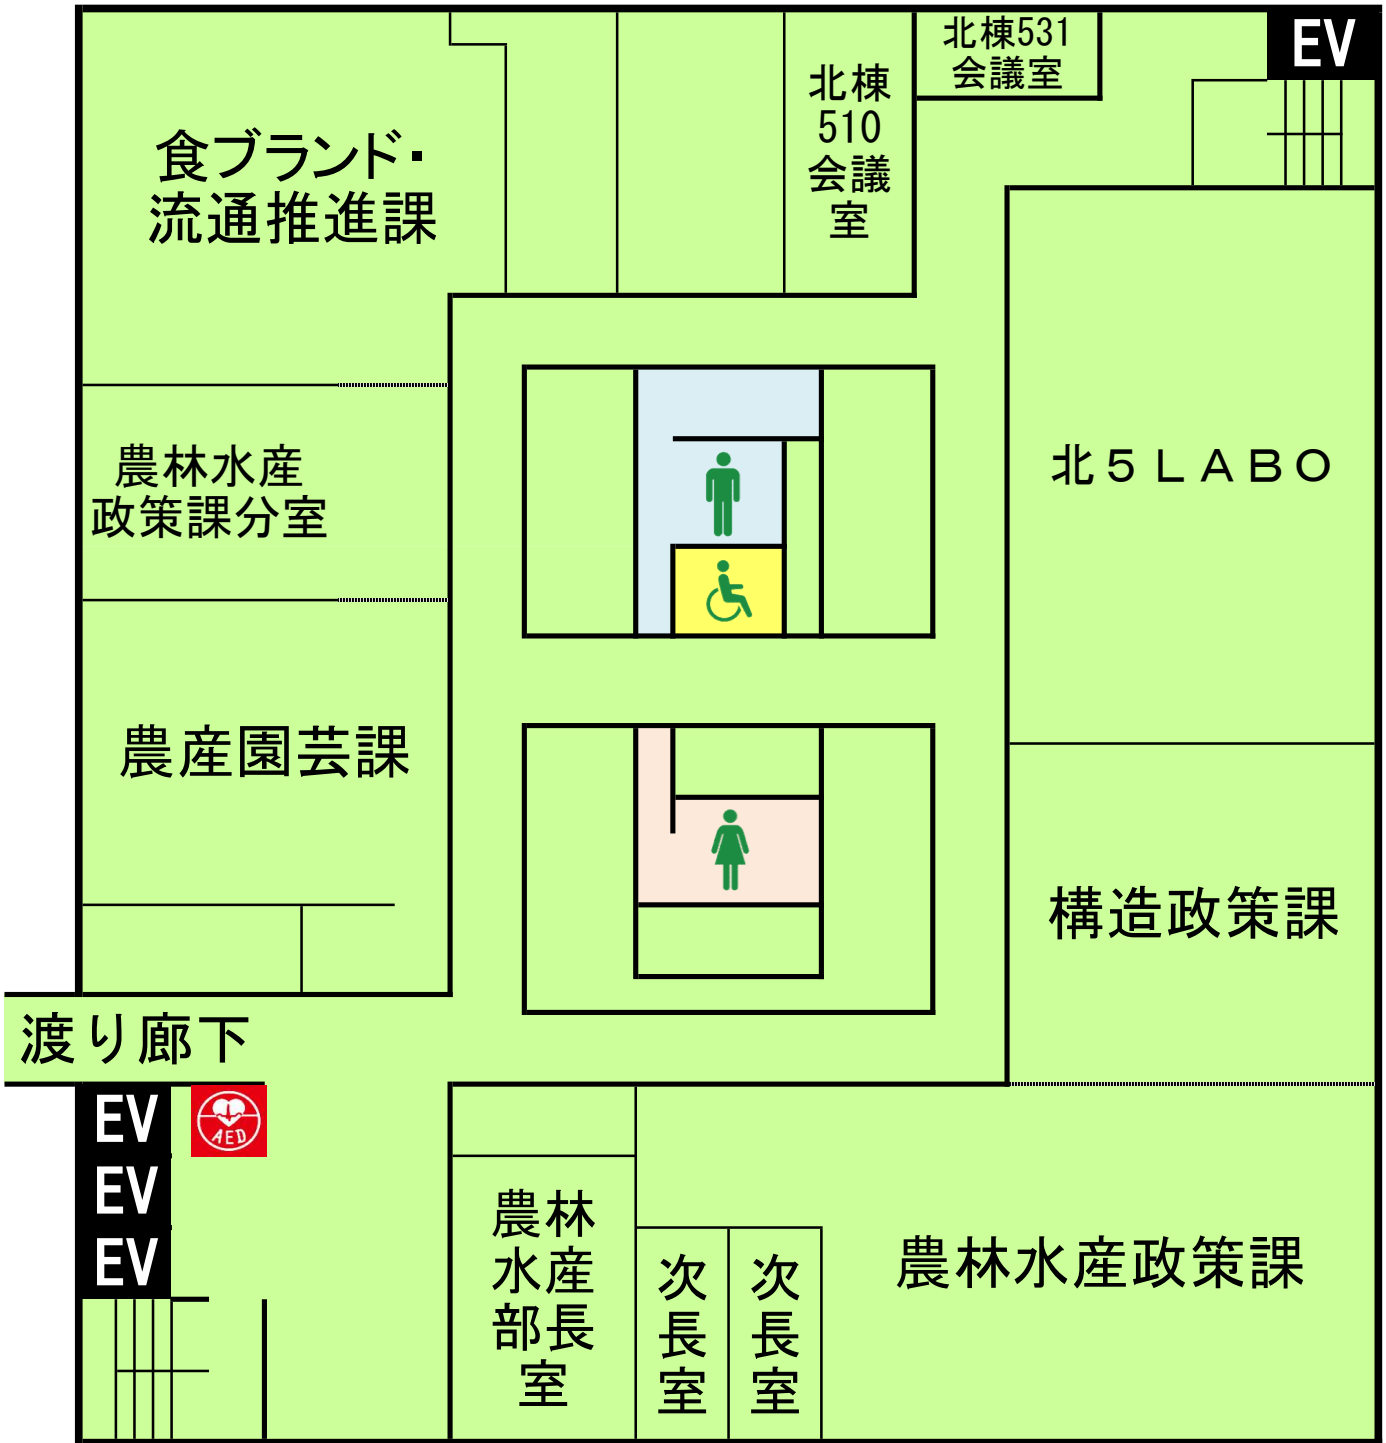 北棟531
会議室
EV
北棟
510
会議
室
食ブランド・
流通推進課
農林水産
政策課分室
北５ＬＡＢＯ
農産園芸課
構造政策課
渡り廊下
EV
AED
EV
EV
農林
水産
部長
室
次
長
室
次
長
室
農林水産政策課